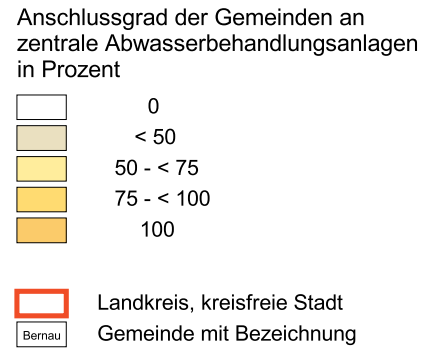 Anschlussgrad der Gemeinden an
zentrale Abwasserbehandlungsanlagen
in Prozent
0
< 50
50 - < 75
75 - < 100
100
Landkreis, kreisfreie Stadt
Bernau Gemeinde mit Bezeichnung